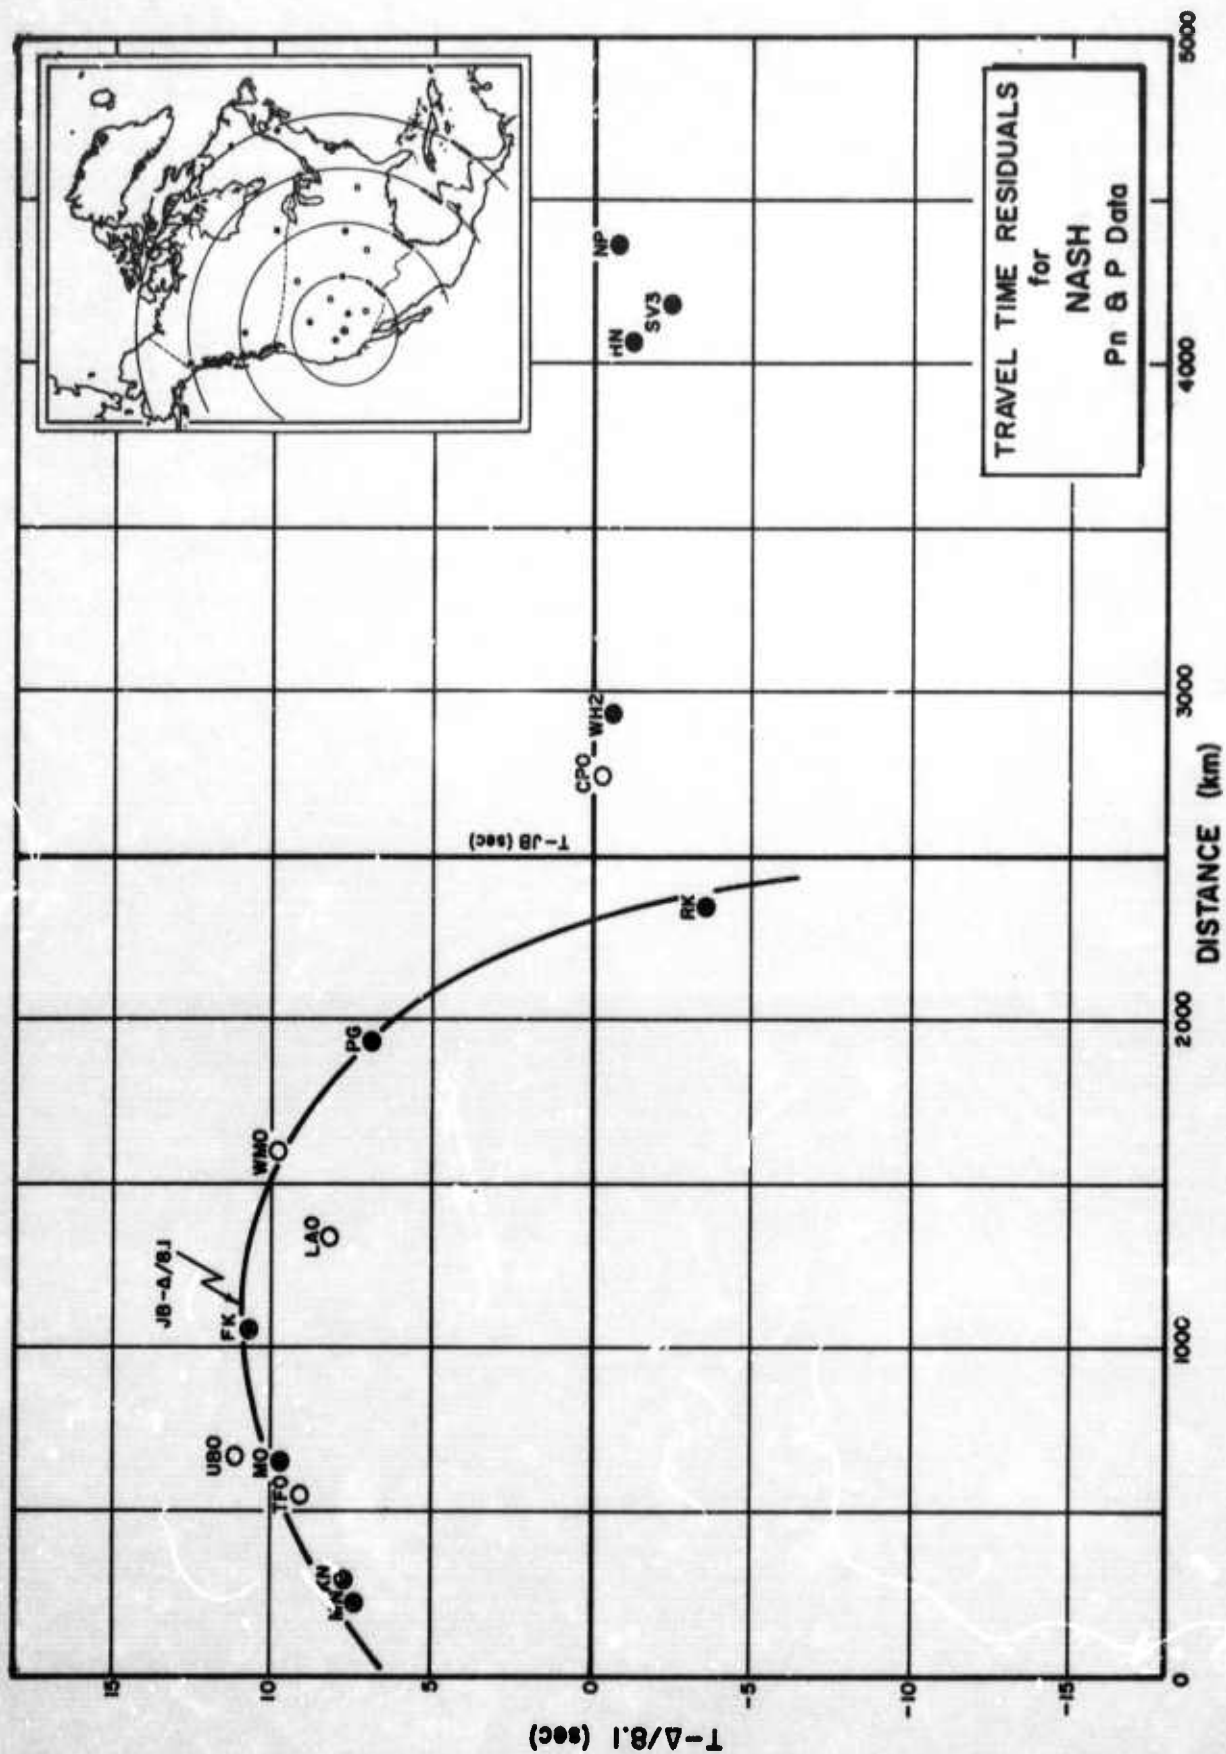 TRAVEL TIME RESIDUALS
for
NASH
Pn & P Data
T-Δ/8.1 (sec)
15
10
5
0
-5
-10
-15
0
1000
2000
3000
4000
5000
DISTANCE (km)
JB-Δ/8.1
T-JB (sec)
MN
KN
TFO
MO
UBO
FK
LAO
WMO
PG
RK
CPO
WH2
HN
SV3
NP